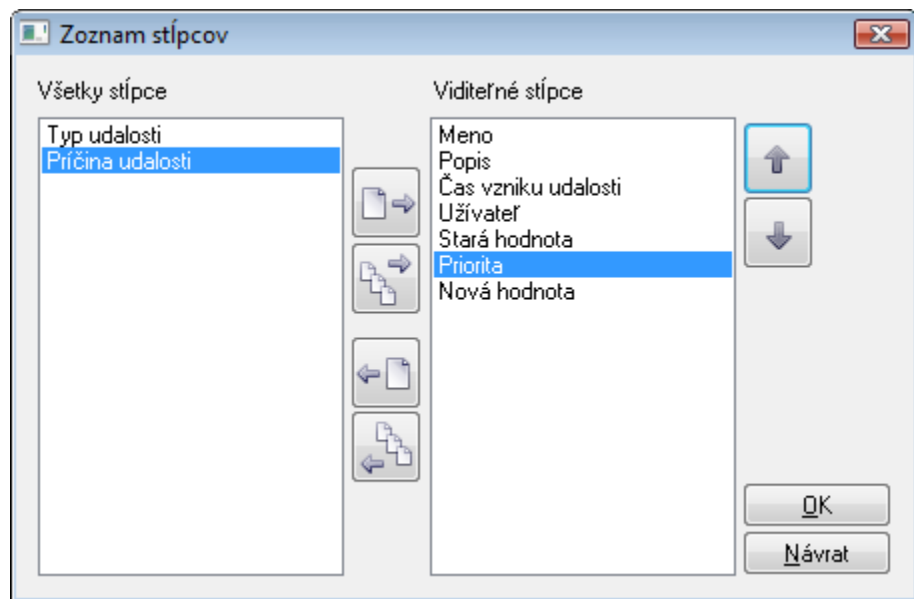 Zoznam stĺpcov
Všetky stĺpce
Viditeľné stĺpce
Typ udalosti
Príčina udalosti
Meno
Popis
Čas vzniku udalosti
Užívateľ
Stará hodnota
Priorita
Nová hodnota
OK
Návrat